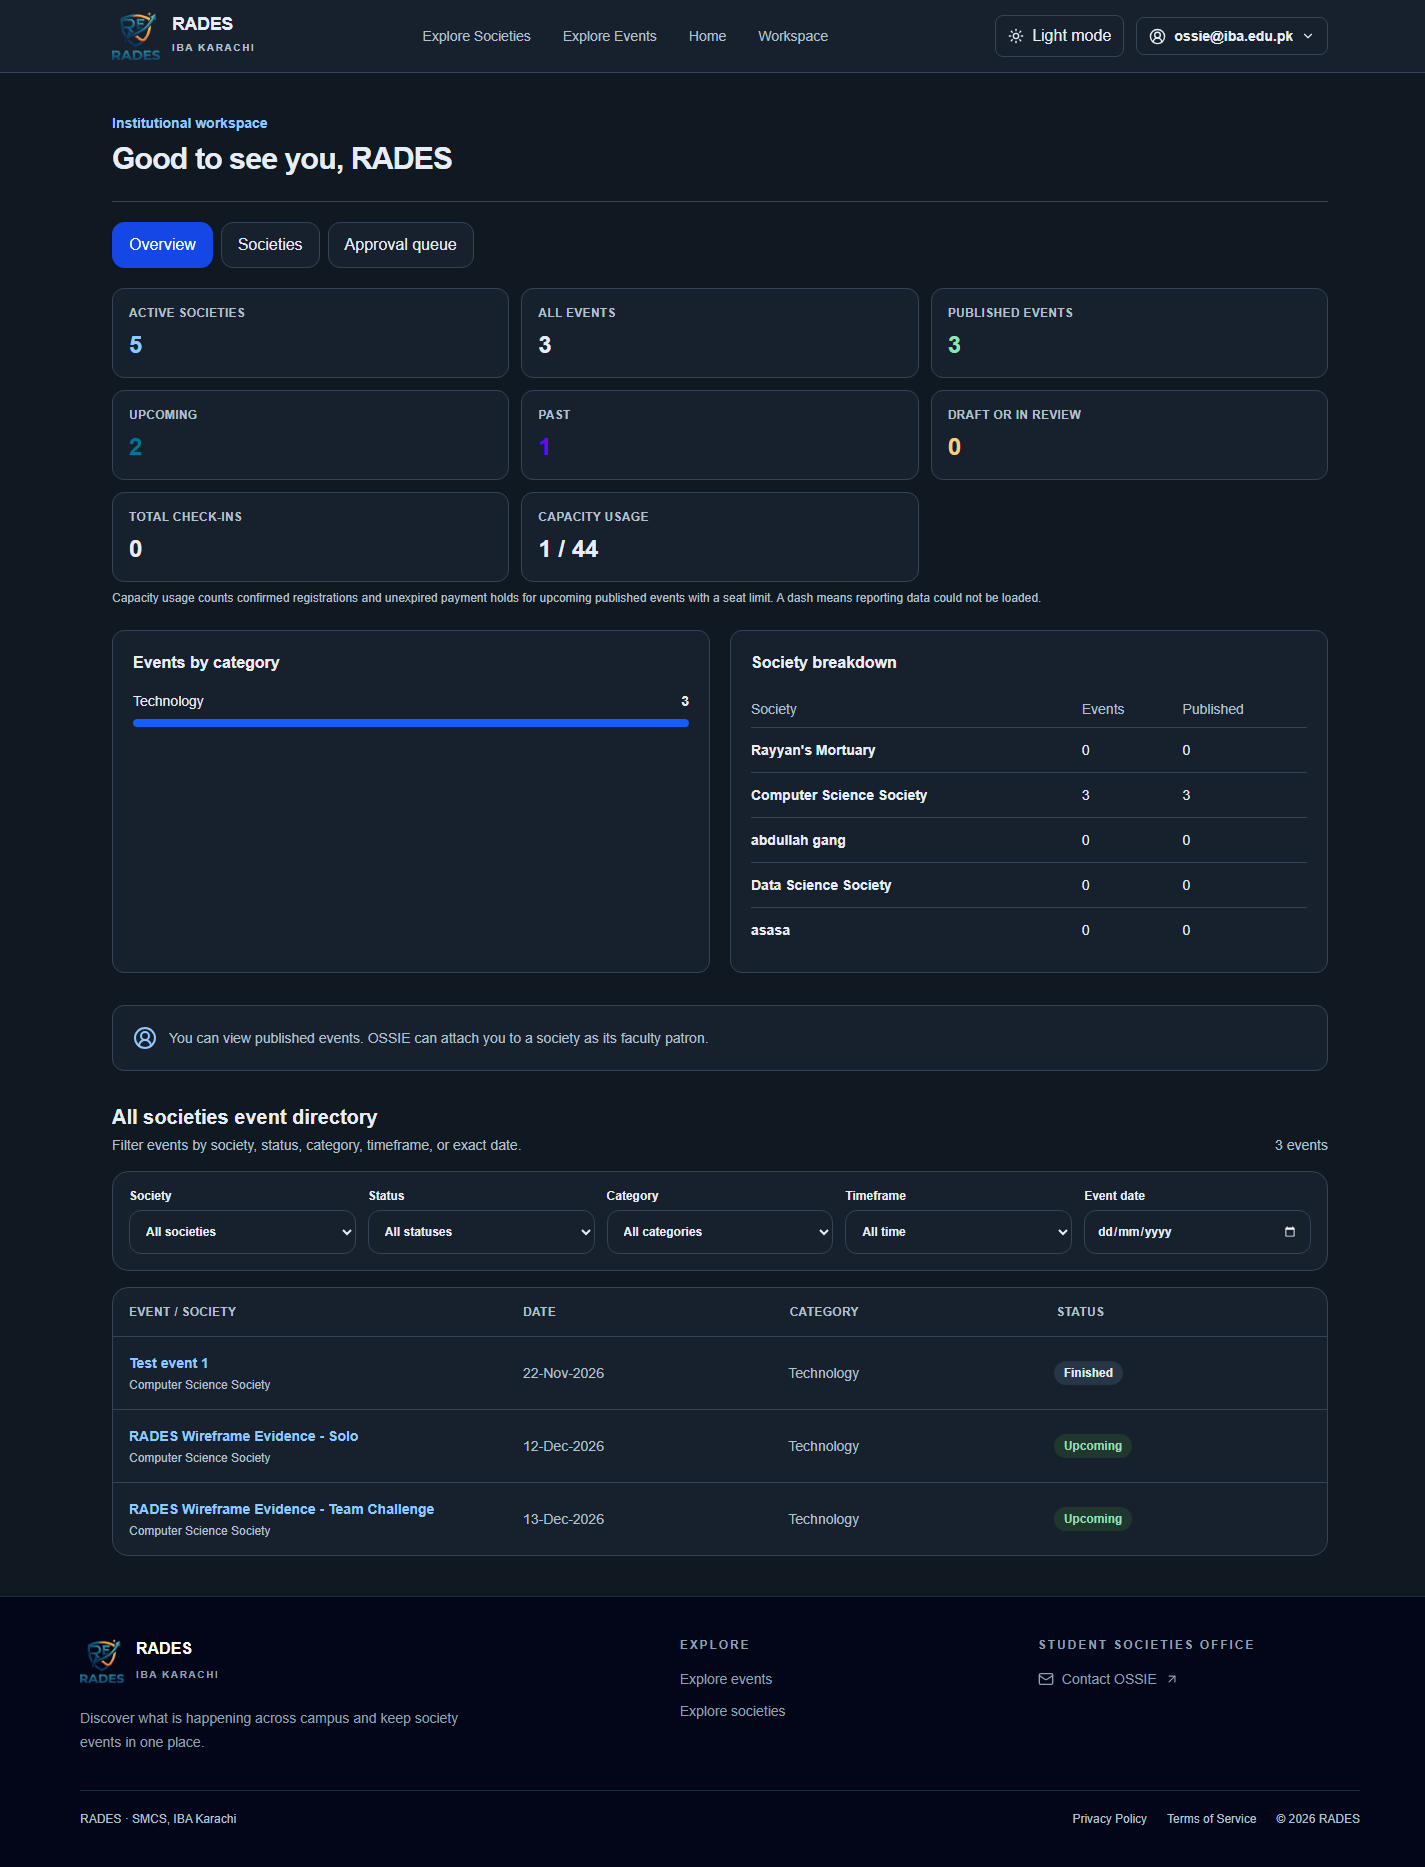 RADES
RADES
IBA KARACHI
Explore Societies
Explore Events
Home
Workspace
Light mode
ossie@iba.edu.pk
Institutional workspace
Good to see you, RADES
Overview
Societies
Approval queue
ACTIVE SOCIETIES
5
ALL EVENTS
3
PUBLISHED EVENTS
3
UPCOMING
2
PAST
1
DRAFT OR IN REVIEW
0
TOTAL CHECK-INS
0
CAPACITY USAGE
1 / 44
Capacity usage counts confirmed registrations and unexpired payment holds for upcoming published events with a seat limit. A dash means reporting data could not be loaded.
Events by category
Technology 3
Society breakdown
Society Events Published
Rayyan's Mortuary 0 0
Computer Science Society 3 3
abdullah gang 0 0
Data Science Society 0 0
asasa 0 0
You can view published events. OSSIE can attach you to a society as its faculty patron.
All societies event directory
Filter events by society, status, category, timeframe, or exact date.
3 events
Society
All societies
Status
All statuses
Category
All categories
Timeframe
All time
Event date
dd/mm/yyyy
EVENT / SOCIETY DATE CATEGORY STATUS
Test event 1
Computer Science Society
22-Nov-2026 Technology Finished
RADES Wireframe Evidence - Solo
Computer Science Society
12-Dec-2026 Technology Upcoming
RADES Wireframe Evidence - Team Challenge
Computer Science Society
13-Dec-2026 Technology Upcoming
RADES
RADES
IBA KARACHI
Discover what is happening across campus and keep society
events in one place.
EXPLORE
Explore events
Explore societies
STUDENT SOCIETIES OFFICE
Contact OSSIE
RADES · SMCS, IBA Karachi
Privacy Policy
Terms of Service
© 2026 RADES